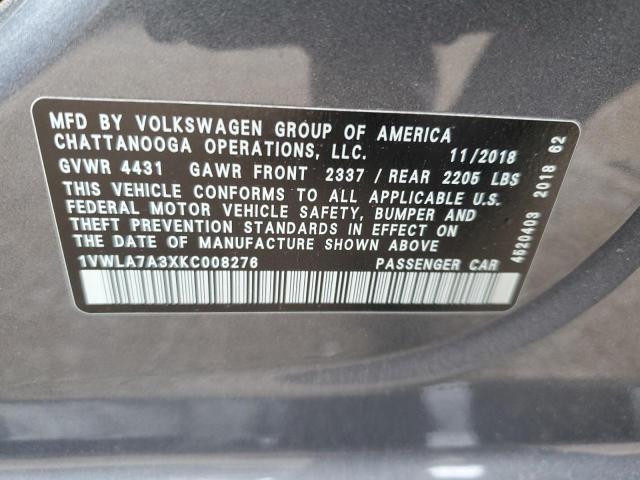 MFD BY VOLKSWAGEN GROUP OF AMERICA
CHATTANOOGA OPERATIONS, LLC. 11/2018
GVWR 4431 GAWR FRONT 2337 / REAR 2205 LBS
THIS VEHICLE CONFORMS TO ALL APPLICABLE U.S.
FEDERAL MOTOR VEHICLE SAFETY, BUMPER AND
THEFT PREVENTION STANDARDS IN EFFECT ON
THE DATE OF MANUFACTURE SHOWN ABOVE.
1VWLA7A3XKC008276 PASSENGER CAR
4520403 2018 62